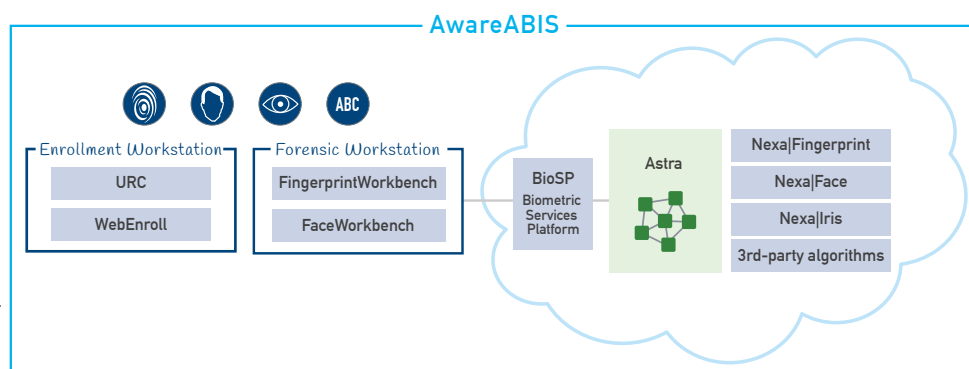 AwareABIS
ABC
Enrollment Workstation
URC
WebEnroll
Forensic Workstation
FingerprintWorkbench
FaceWorkbench
BioSP
Biometric
Services
Platform
Astra
Nexa|Fingerprint
Nexa|Face
Nexa|Iris
3rd-party algorithms